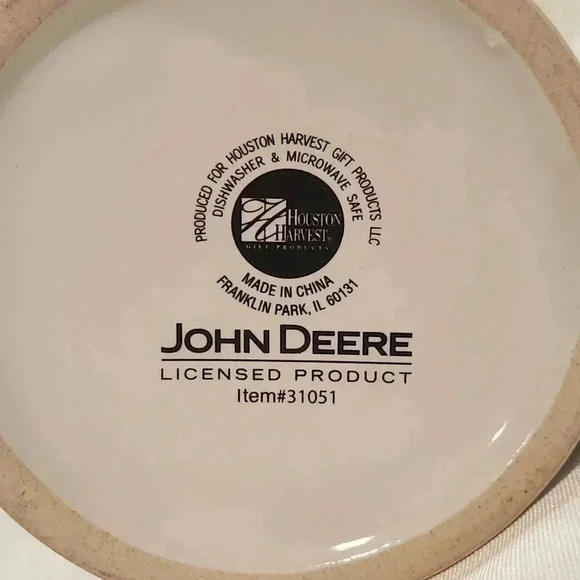 PRODUCED FOR HOUSTON HARVEST GIFT PRODUCTS LLC
DISHWASHER & MICROWAVE SAFE
HOUSTON
HARVEST®
GIFT PRODUCTS
MADE IN CHINA
FRANKLIN PARK, IL 60131
JOHN DEERE
LICENSED PRODUCT
Item#31051